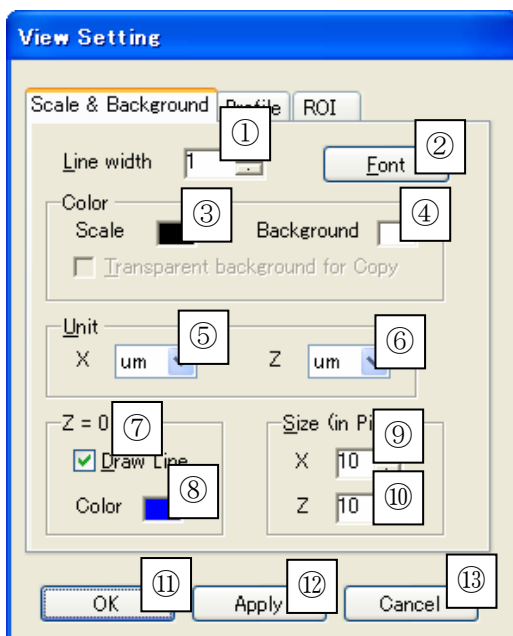 View Setting
Scale & Background Profile ROI
①
Line width 1 Font ②
Color
③ ④
Scale Background
Transparent background for Copy
Unit
⑤ ⑥
X um Z um
Z = 0 ⑦ Size (in Pi ⑨
Draw Line X 10
⑧ ⑩
Color Z 10
⑪ ⑫ ⑬
OK Apply Cancel